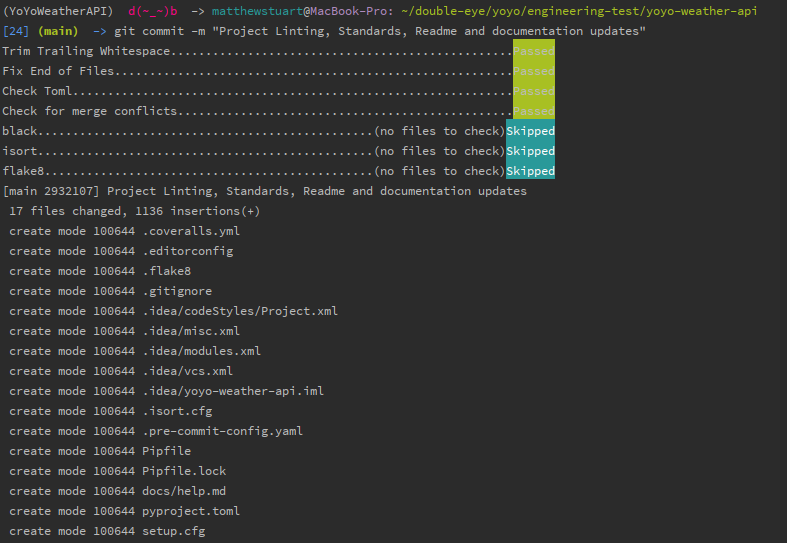 (YoYoWeatherAPI) d(~_~)b -> matthewstuart@MacBook-Pro: ~/double-eye/yoyo/engineering-test/yoyo-weather-api
[24] (main) -> git commit -m "Project Linting, Standards, Readme and documentation updates"
Trim Trailing Whitespace.................................................Passed
Fix End of Files.........................................................Passed
Check Toml...............................................................Passed
Check for merge conflicts................................................Passed
black................................................(no files to check)Skipped
isort................................................(no files to check)Skipped
flake8...............................................(no files to check)Skipped
[main 2932107] Project Linting, Standards, Readme and documentation updates
 17 files changed, 1136 insertions(+)
 create mode 100644 .coveralls.yml
 create mode 100644 .editorconfig
 create mode 100644 .flake8
 create mode 100644 .gitignore
 create mode 100644 .idea/codeStyles/Project.xml
 create mode 100644 .idea/misc.xml
 create mode 100644 .idea/modules.xml
 create mode 100644 .idea/vcs.xml
 create mode 100644 .idea/yoyo-weather-api.iml
 create mode 100644 .isort.cfg
 create mode 100644 .pre-commit-config.yaml
 create mode 100644 Pipfile
 create mode 100644 Pipfile.lock
 create mode 100644 docs/help.md
 create mode 100644 pyproject.toml
 create mode 100644 setup.cfg